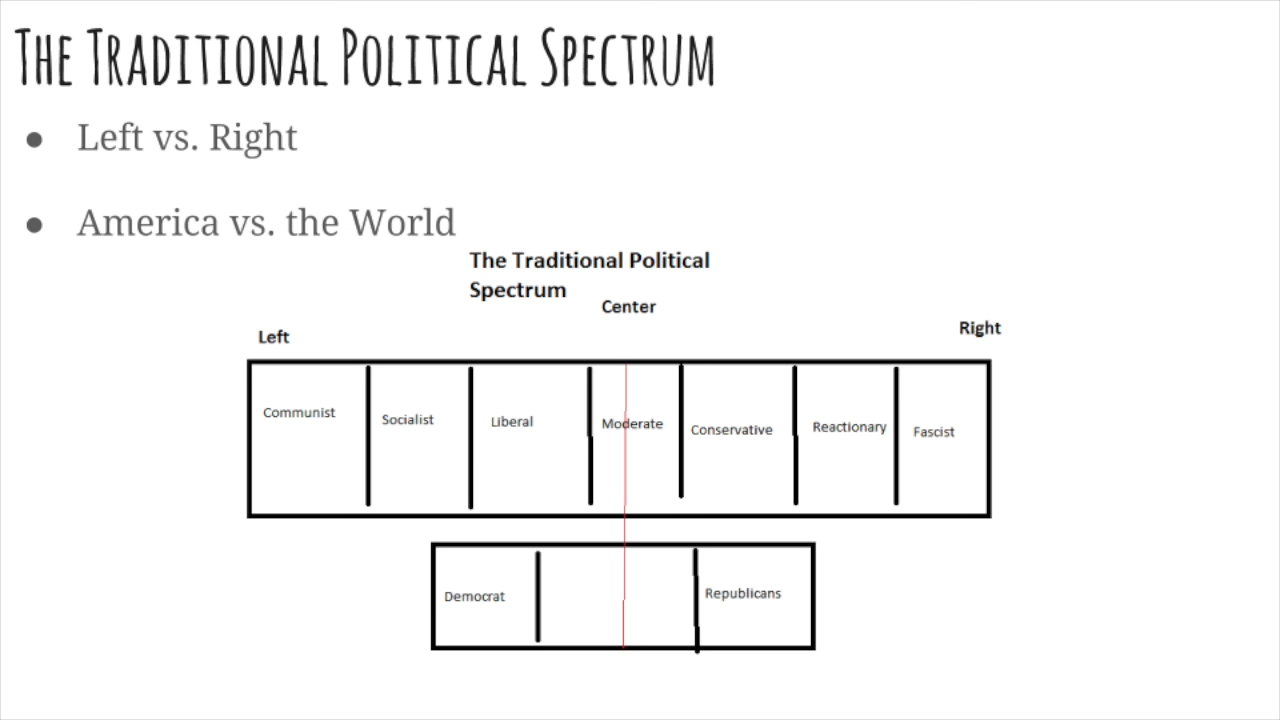 The Traditional Political Spectrum
● Left vs. Right
● America vs. the World
The Traditional Political
Spectrum
Center
Left
Right
Communist
Socialist
Liberal
Moderate
Conservative
Reactionary
Fascist
Democrat
Republicans